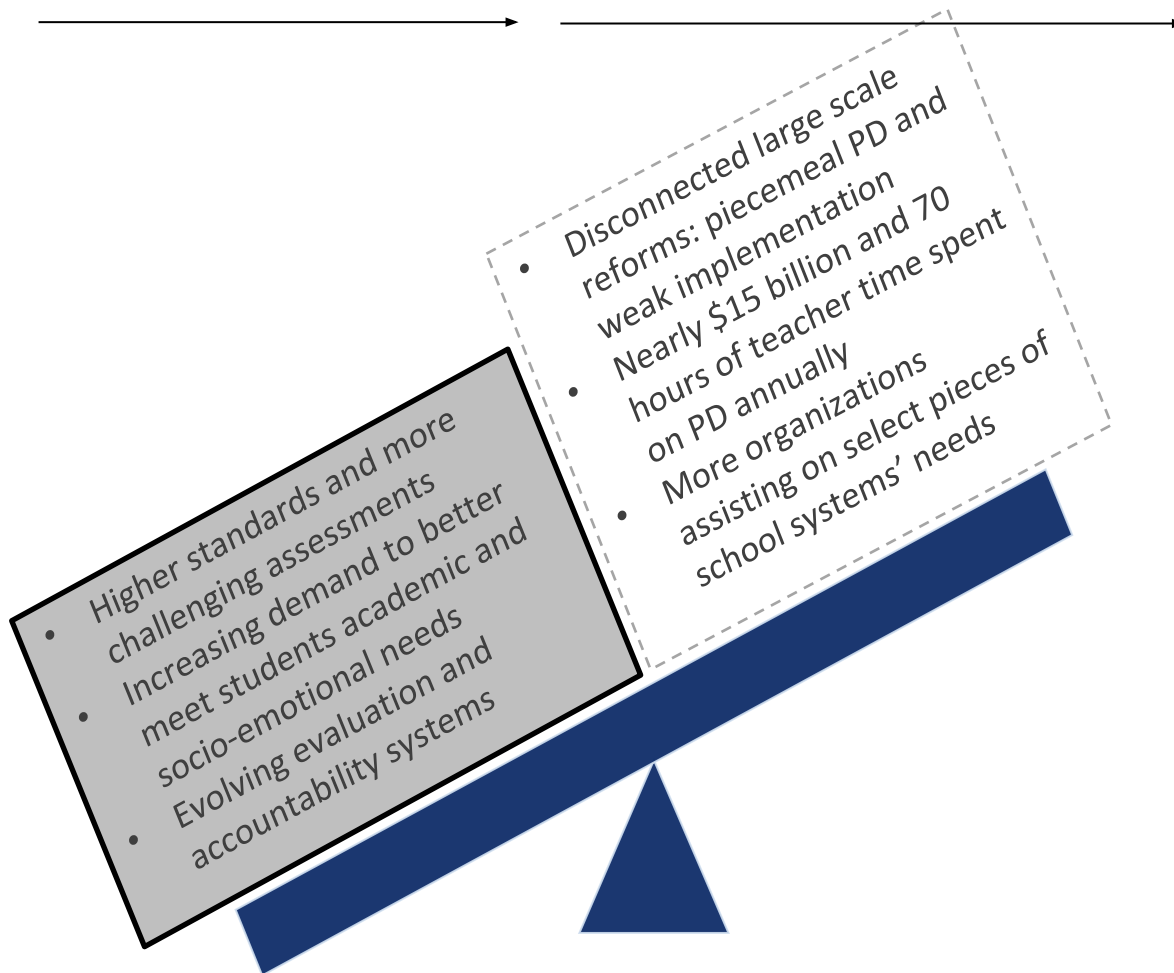 • Higher standards and more
challenging assessments
• Increasing demand to better
meet students academic and
socio-emotional needs
• Evolving evaluation and
accountability systems
• Disconnected large scale
reforms: piecemeal PD and
weak implementation
• Nearly $15 billion and 70
hours of teacher time spent
on PD annually
• More organizations
assisting on select pieces of
school systems’ needs